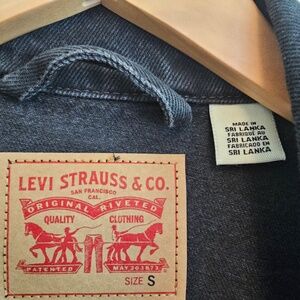 LEVI STRAUSS & CO.
SAN FRANCISCO
CAL.
ORIGINAL RIVETED
QUALITY CLOTHING
PATENTED MAY 20 1873
SIZE S
MADE IN
SRI LANKA
FABRIQUÉ AU
SRI LANKA
FABRICADO EN
SRI LANKA